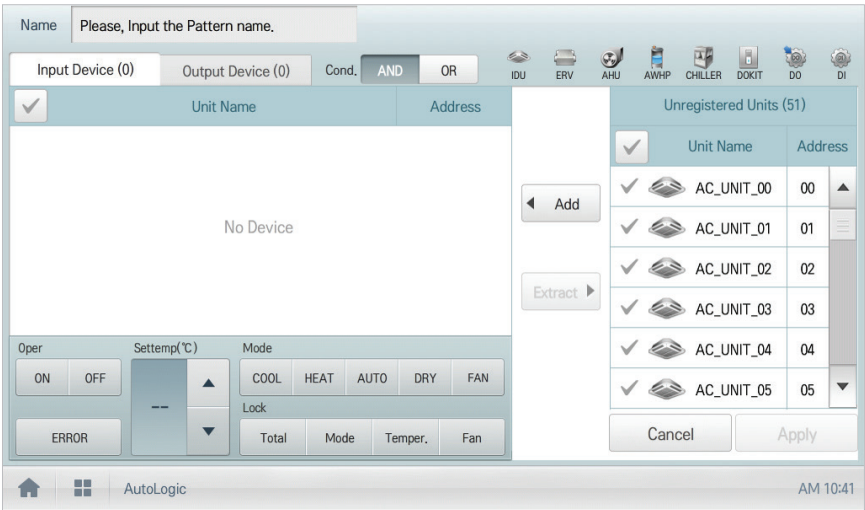 Name Please, Input the Pattern name.
Input Device (0) Output Device (0) Cond. AND OR
IDU ERV AHU AWHP CHILLER DOKIT DO DI
Unit Name Address
Unregistered Units (51)
Unit Name Address
No Device
Add
Extract
AC_UNIT_00 00
AC_UNIT_01 01
AC_UNIT_02 02
AC_UNIT_03 03
AC_UNIT_04 04
AC_UNIT_05 05
Oper Settemp(℃) Mode
ON OFF COOL HEAT AUTO DRY FAN
--
Lock
ERROR Total Mode Temper. Fan
Cancel Apply
AutoLogic AM 10:41